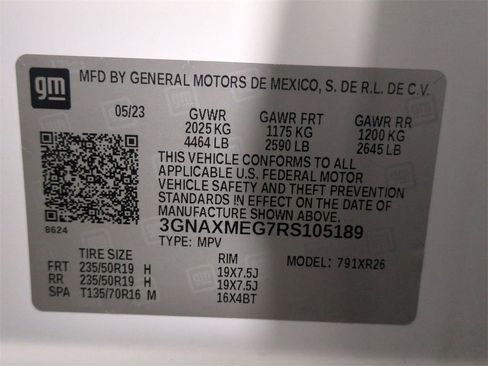 gm
MFD BY GENERAL MOTORS DE MEXICO, S. DE R.L. DE C.V.
05/23 GVWR GAWR FRT GAWR RR
2025 KG 1175 KG 1200 KG
4464 LB 2590 LB 2645 LB
THIS VEHICLE CONFORMS TO ALL
APPLICABLE U.S. FEDERAL MOTOR
VEHICLE SAFETY AND THEFT PREVENTION
STANDARDS IN EFFECT ON THE DATE OF
MANUFACTURE SHOWN ABOVE.
8624 3GNAXMEG7RS105189
TYPE: MPV
TIRE SIZE RIM MODEL: 791XR26
FRT 235/50R19 H 19X7.5J
RR 235/50R19 H 19X7.5J
SPA T135/70R16 M 16X4BT